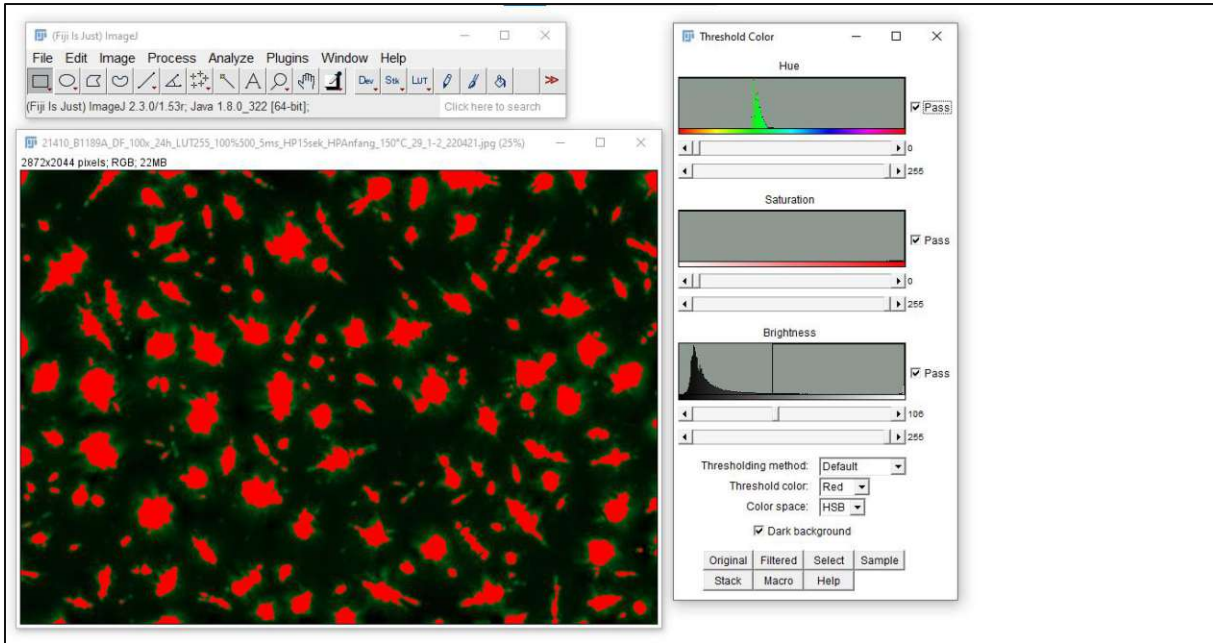 (Fiji Is Just) ImageJ
File Edit Image Process Analyze Plugins Window Help
Dev Stk LUT
(Fiji Is Just) ImageJ 2.3.0/1.53r; Java 1.8.0_322 [64-bit];
Click here to search
21410_B1189A_DF_100x_24h_LUT255_100%500_5ms_HP15sek_HPAnfang_150°C_29_1-2_220421.jpg (25%)
2872x2044 pixels; RGB; 22MB
Threshold Color
Hue
Pass
0
255
Saturation
Pass
0
255
Brightness
Pass
106
255
Thresholding method: Default
Threshold color: Red
Color space: HSB
Dark background
Original Filtered Select Sample
Stack Macro Help